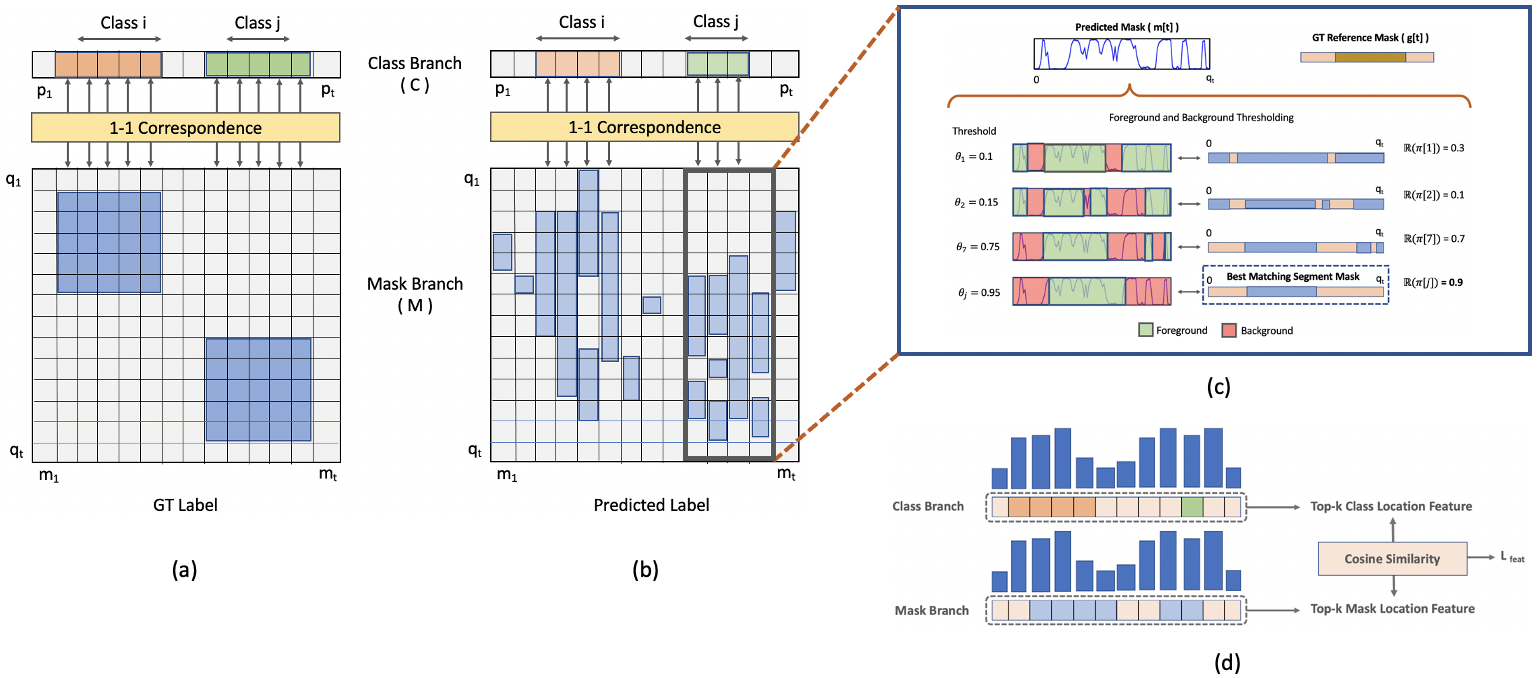 Class i
Class j
p1
pt
1-1 Correspondence
q1
qt
m1
mt
GT Label
(a)
Class Branch
( C )
Mask Branch
( M )
Class i
Class j
p1
pt
1-1 Correspondence
q1
qt
m1
mt
Predicted Label
(b)
Predicted Mask ( m[t] )
0
qt
GT Reference Mask ( g[t] )
Foreground and Background Thresholding
Threshold
θ1 = 0.1
0
qt
ℝ(π[1]) = 0.3
θ2 = 0.15
0
qt
ℝ(π[2]) = 0.1
θ7 = 0.75
0
qt
ℝ(π[7]) = 0.7
θj = 0.95
Best Matching Segment Mask
0
qt
ℝ(π[j]) = 0.9
Foreground
Background
(c)
Class Branch
Top-k Class Location Feature
Cosine Similarity
L feat
Mask Branch
Top-k Mask Location Feature
(d)